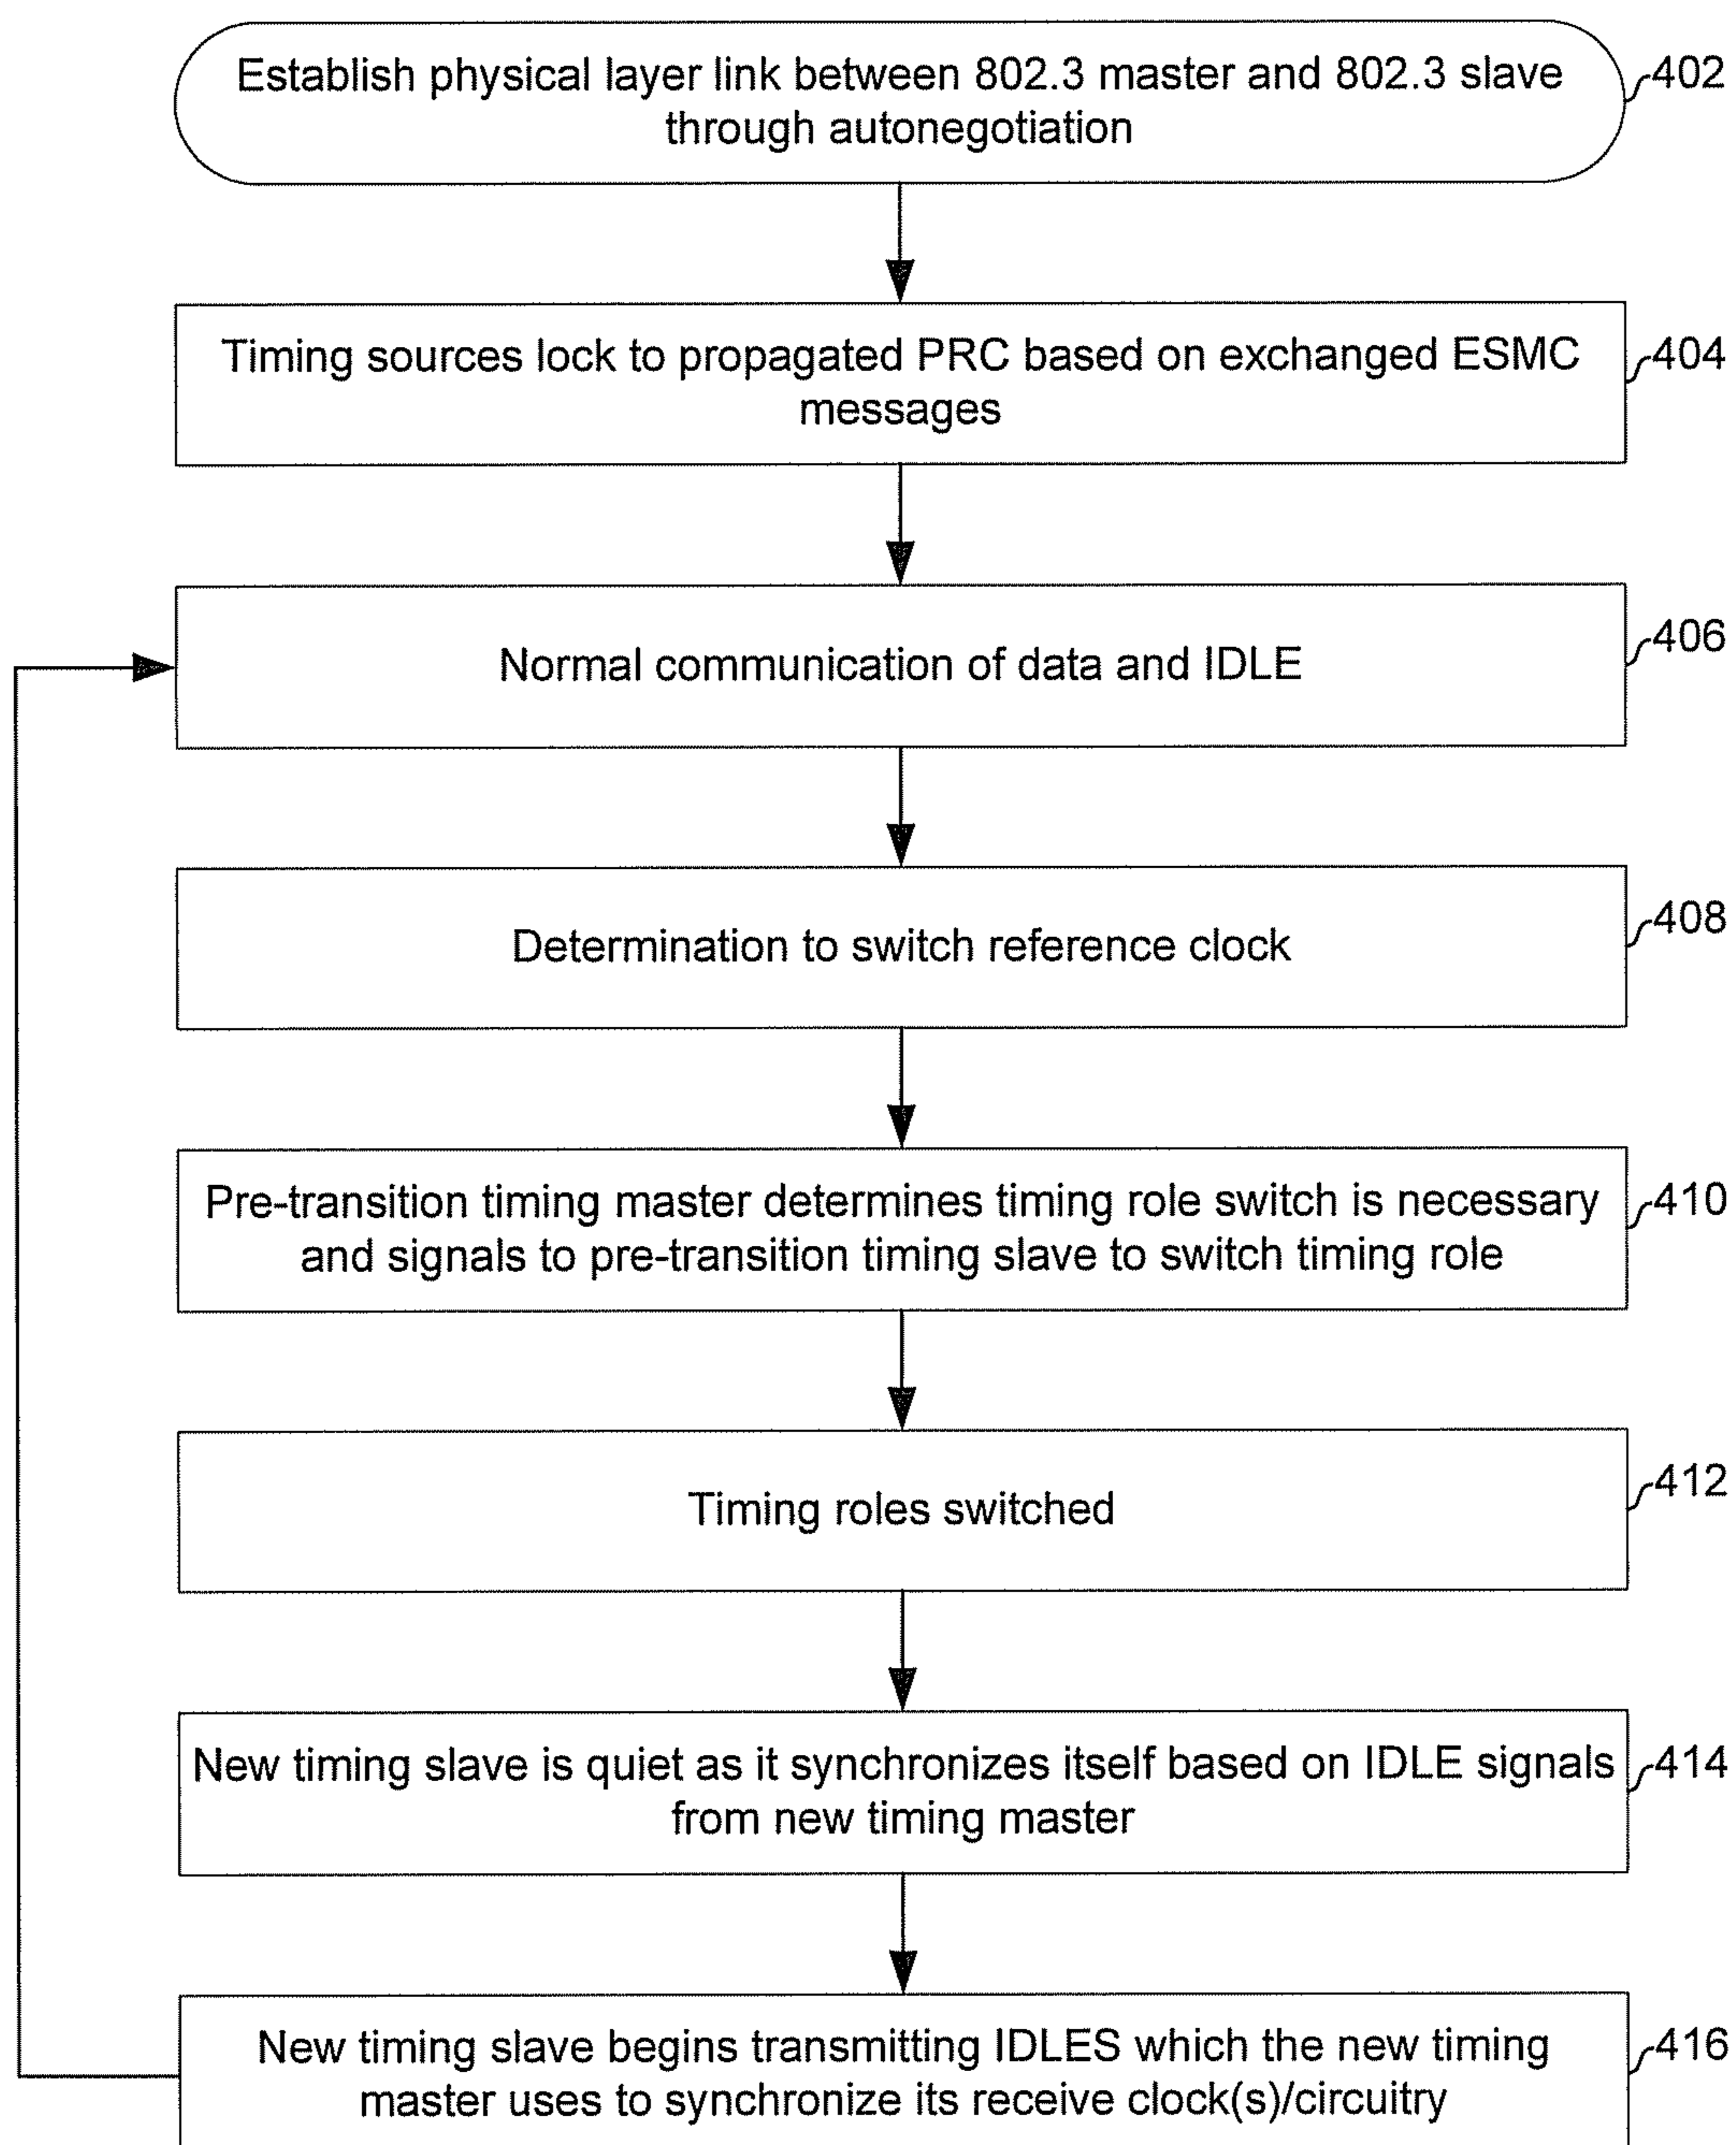 Establish physical layer link between 802.3 master and 802.3 slave
through autonegotiation
402
Timing sources lock to propagated PRC based on exchanged ESMC
messages
404
Normal communication of data and IDLE
406
Determination to switch reference clock
408
Pre-transition timing master determines timing role switch is necessary
and signals to pre-transition timing slave to switch timing role
410
Timing roles switched
412
New timing slave is quiet as it synchronizes itself based on IDLE signals
from new timing master
414
New timing slave begins transmitting IDLES which the new timing
master uses to synchronize its receive clock(s)/circuitry
416